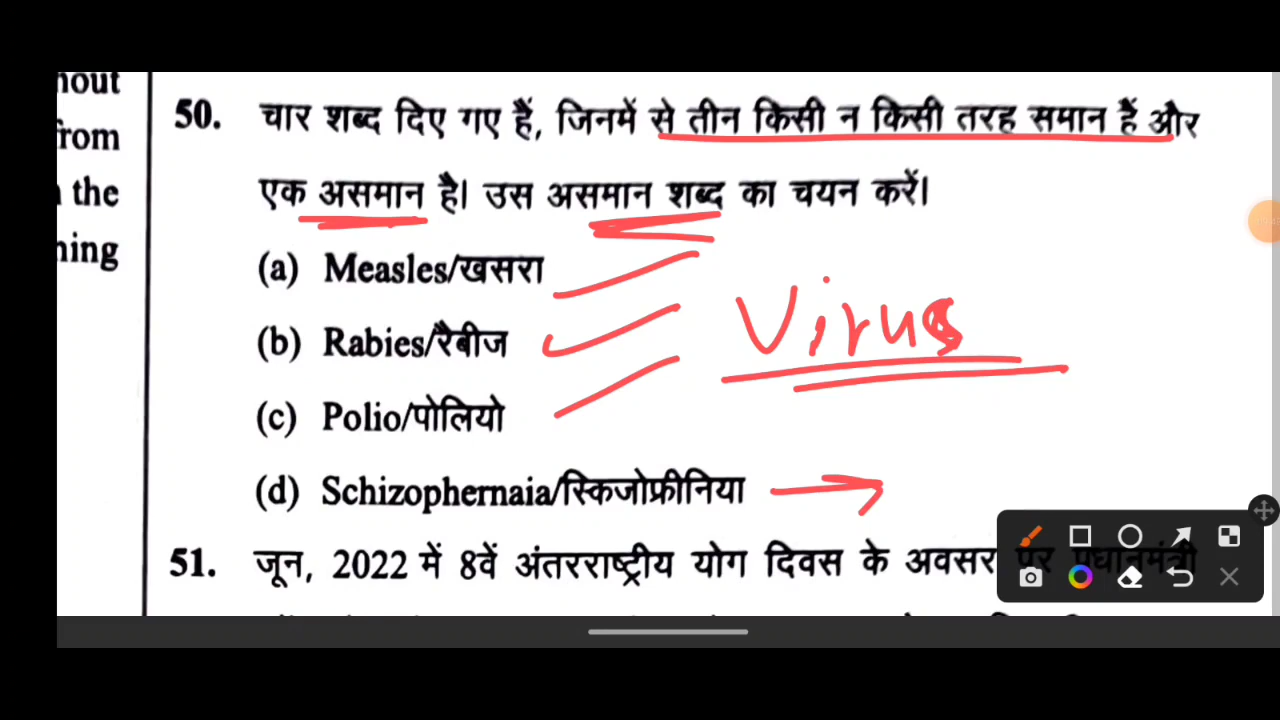 hout
from
the
ning
50. चार शब्द दिए गए हैं, जिनमें से तीन किसी न किसी तरह समान हैं और
एक असमान है। उस असमान शब्द का चयन करें।
(a) Measles/खसरा
(b) Rabies/रैबीज
Virus
(c) Polio/पोलियो
(d) Schizophernaia/स्किजोफ्रीनिया
51. जून, 2022 में 8वें अंतरराष्ट्रीय योग दिवस के अवसर पर प्रधानमंत्री